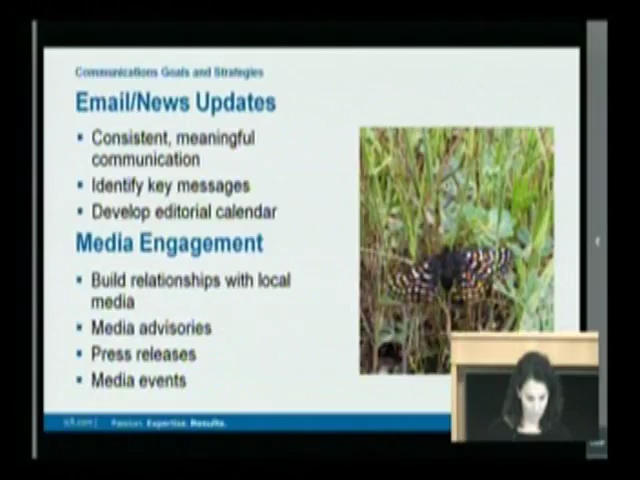 Communications Goals and Strategies
Email/News Updates
▪ Consistent, meaningful
communication
▪ Identify key messages
▪ Develop editorial calendar
Media Engagement
▪ Build relationships with local
media
▪ Media advisories
▪ Press releases
▪ Media events
Passion. Expertise. Results.